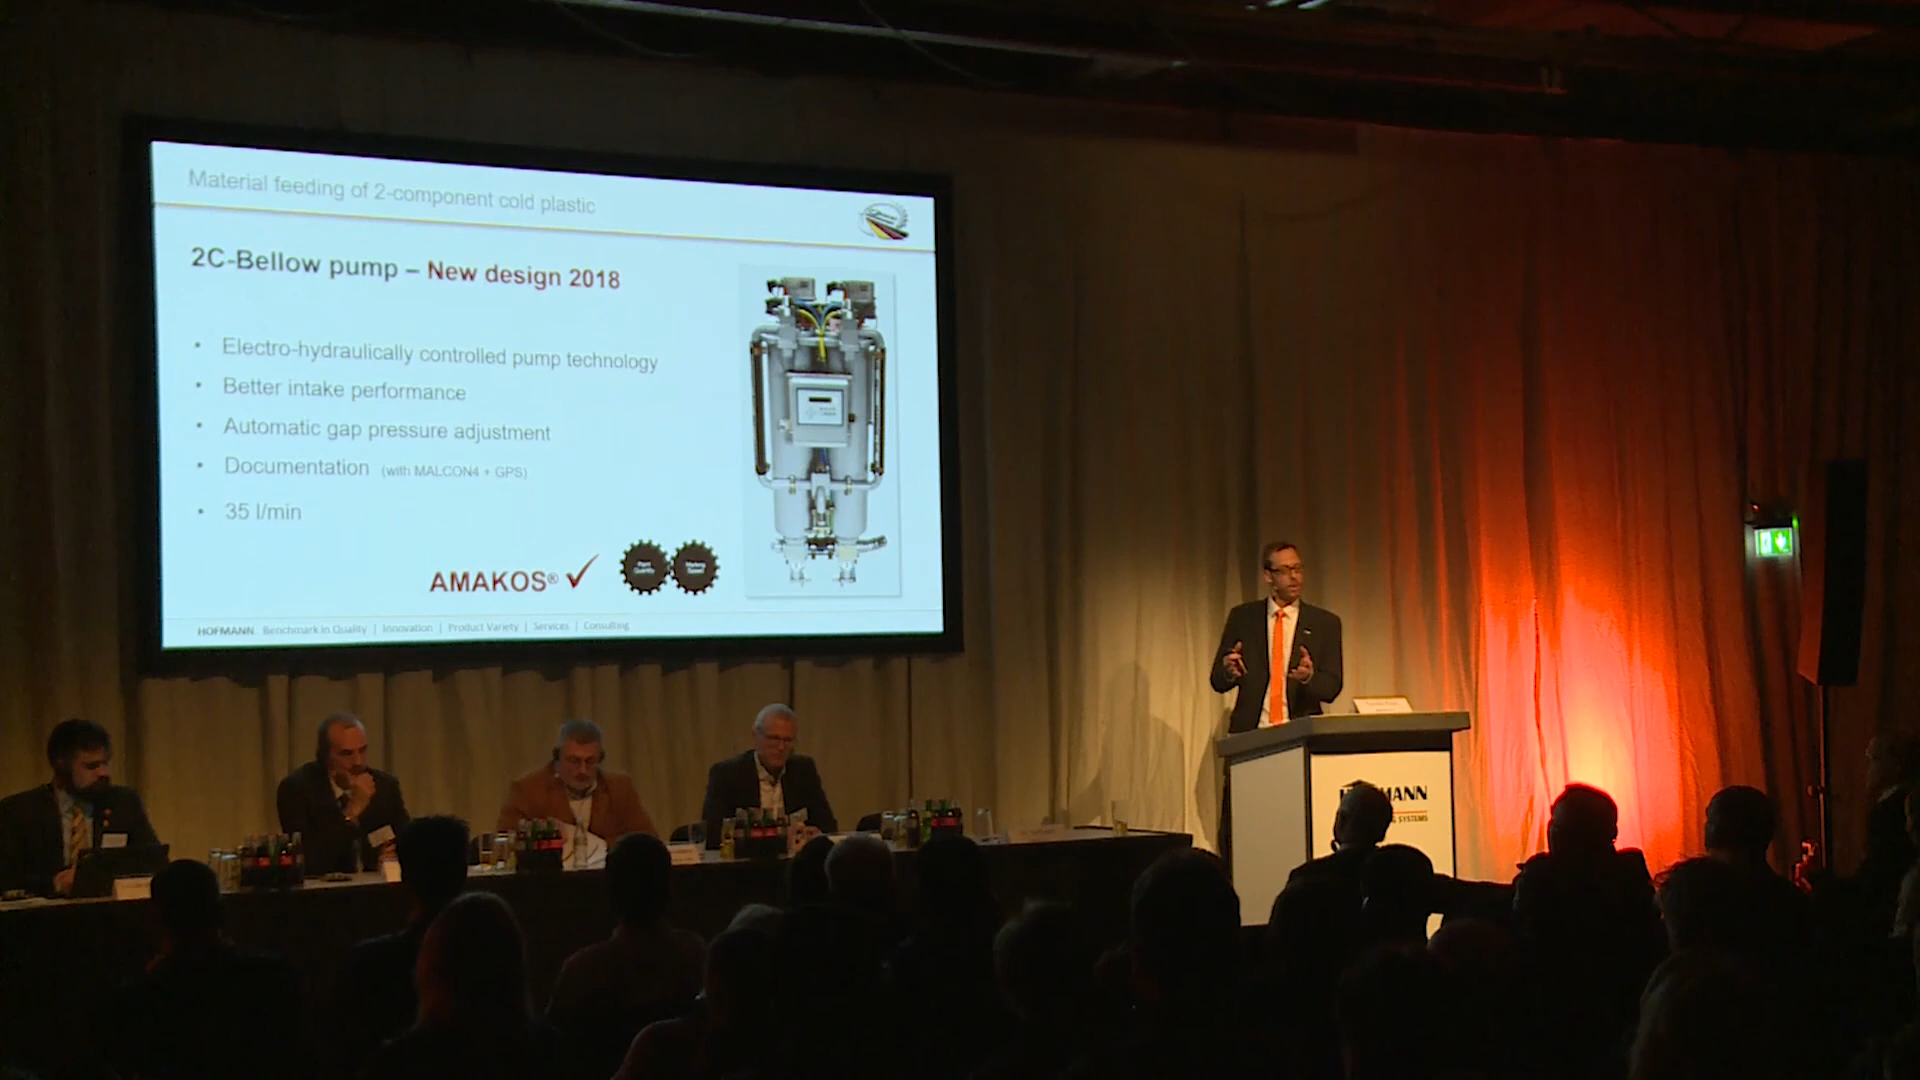 Material feeding of 2-component cold plastic
2C-Bellow pump – New design 2018
• Electro-hydraulically controlled pump technology
• Better intake performance
• Automatic gap pressure adjustment
• Documentation (with MALCON4 + GPS)
• 35 l/min
AMAKOS®
HOFMANN Benchmark in Quality | Innovation | Product Variety | Services | Consulting
MANN
SYSTEMS